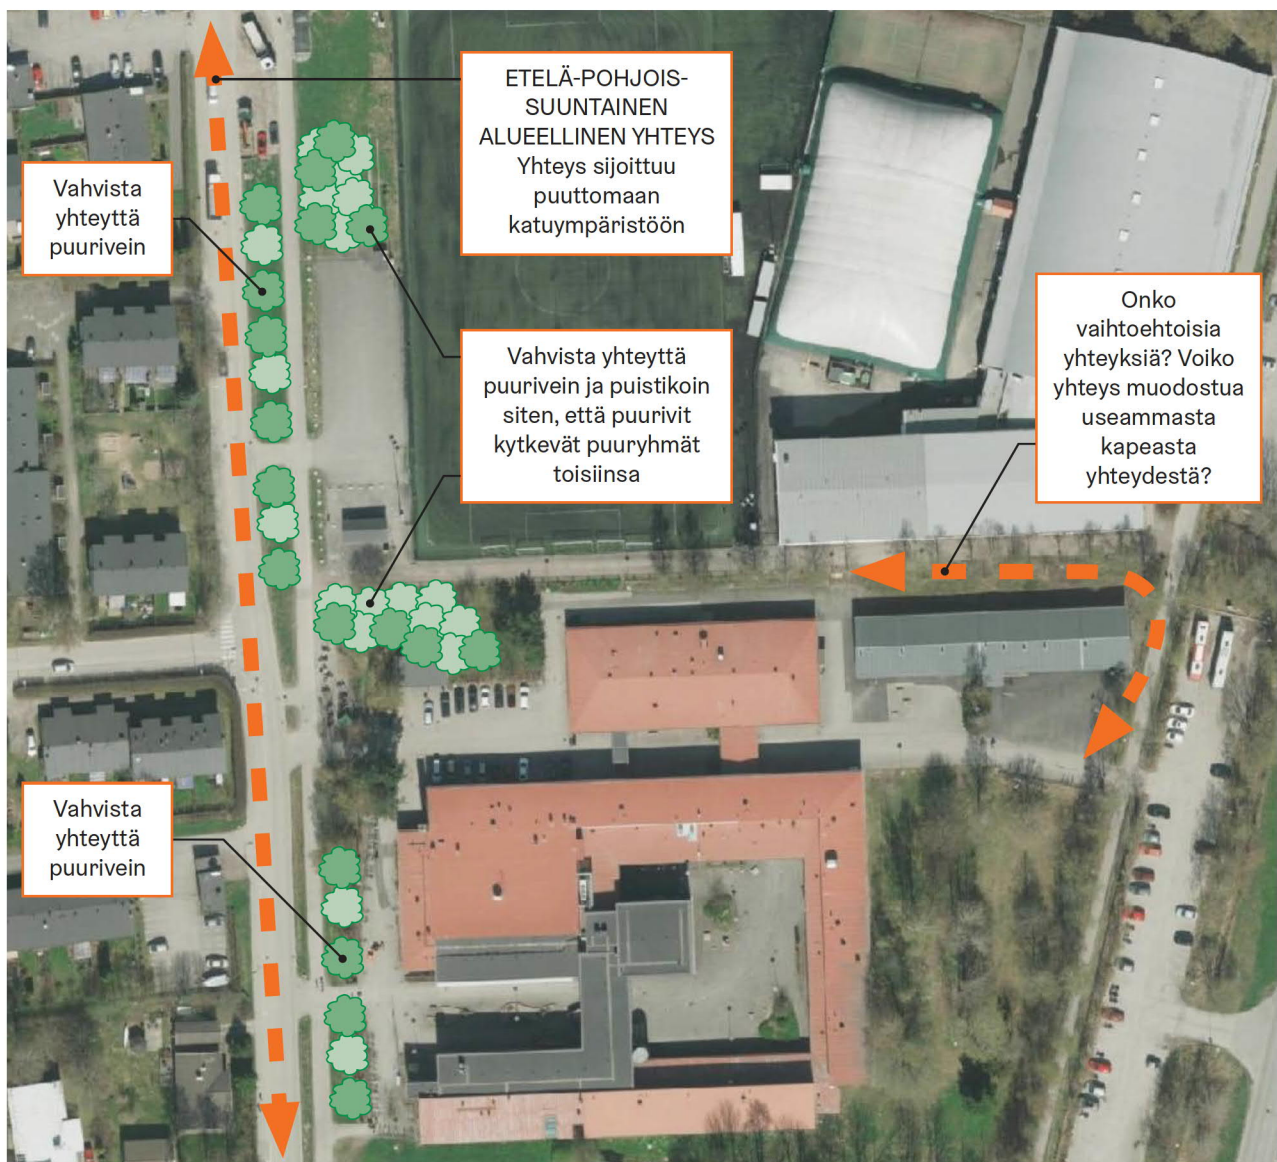 ETELÄ-POHJOIS-
SUUNTAINEN
ALUEELLINEN YHTEYS
Yhteys sijoittuu
puuttomaan
katuympäristöön
Vahvista
yhteyttä
puurivein
Vahvista yhteyttä
puurivein ja puistikoin
siten, että puurivit
kytkevät puuryhmät
toisiinsa
Onko
vaihtoehtoisia
yhteyksiä? Voiko
yhteys muodostua
useammasta
kapeasta
yhteydestä?
Vahvista
yhteyttä
puurivein